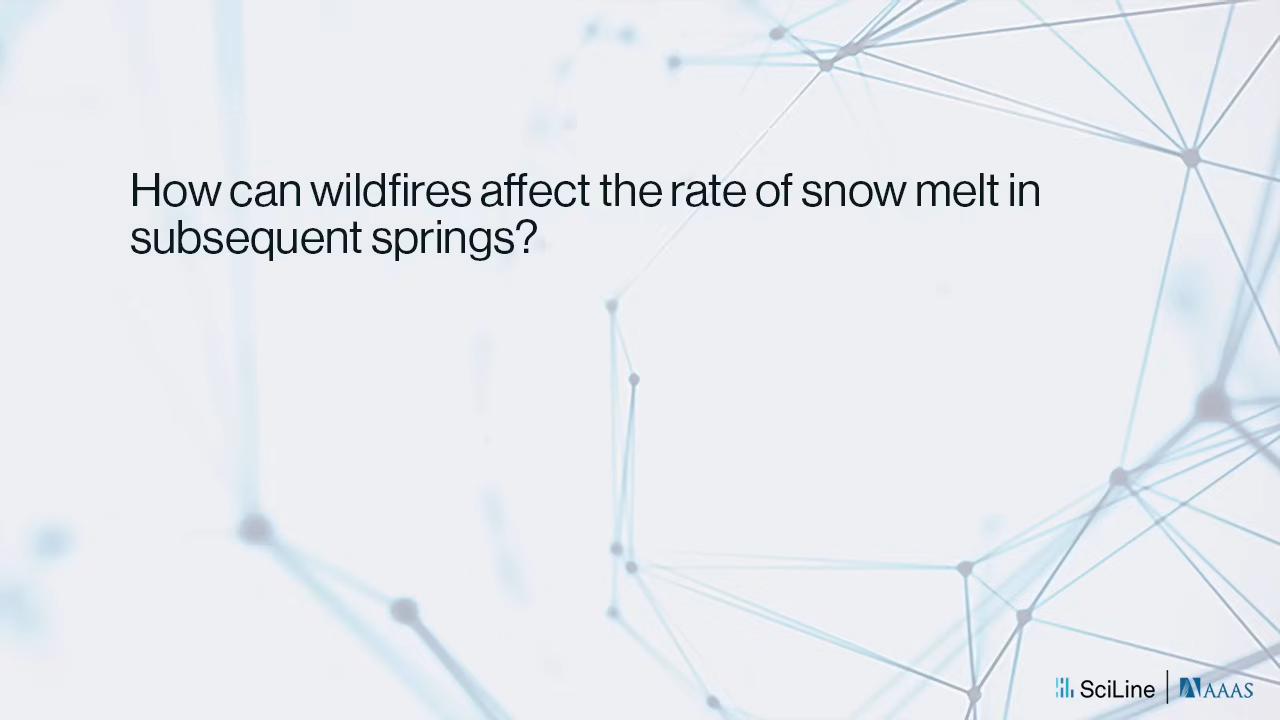 How can wildfires affect the rate of snow melt in
subsequent springs?
SciLine | AAAS